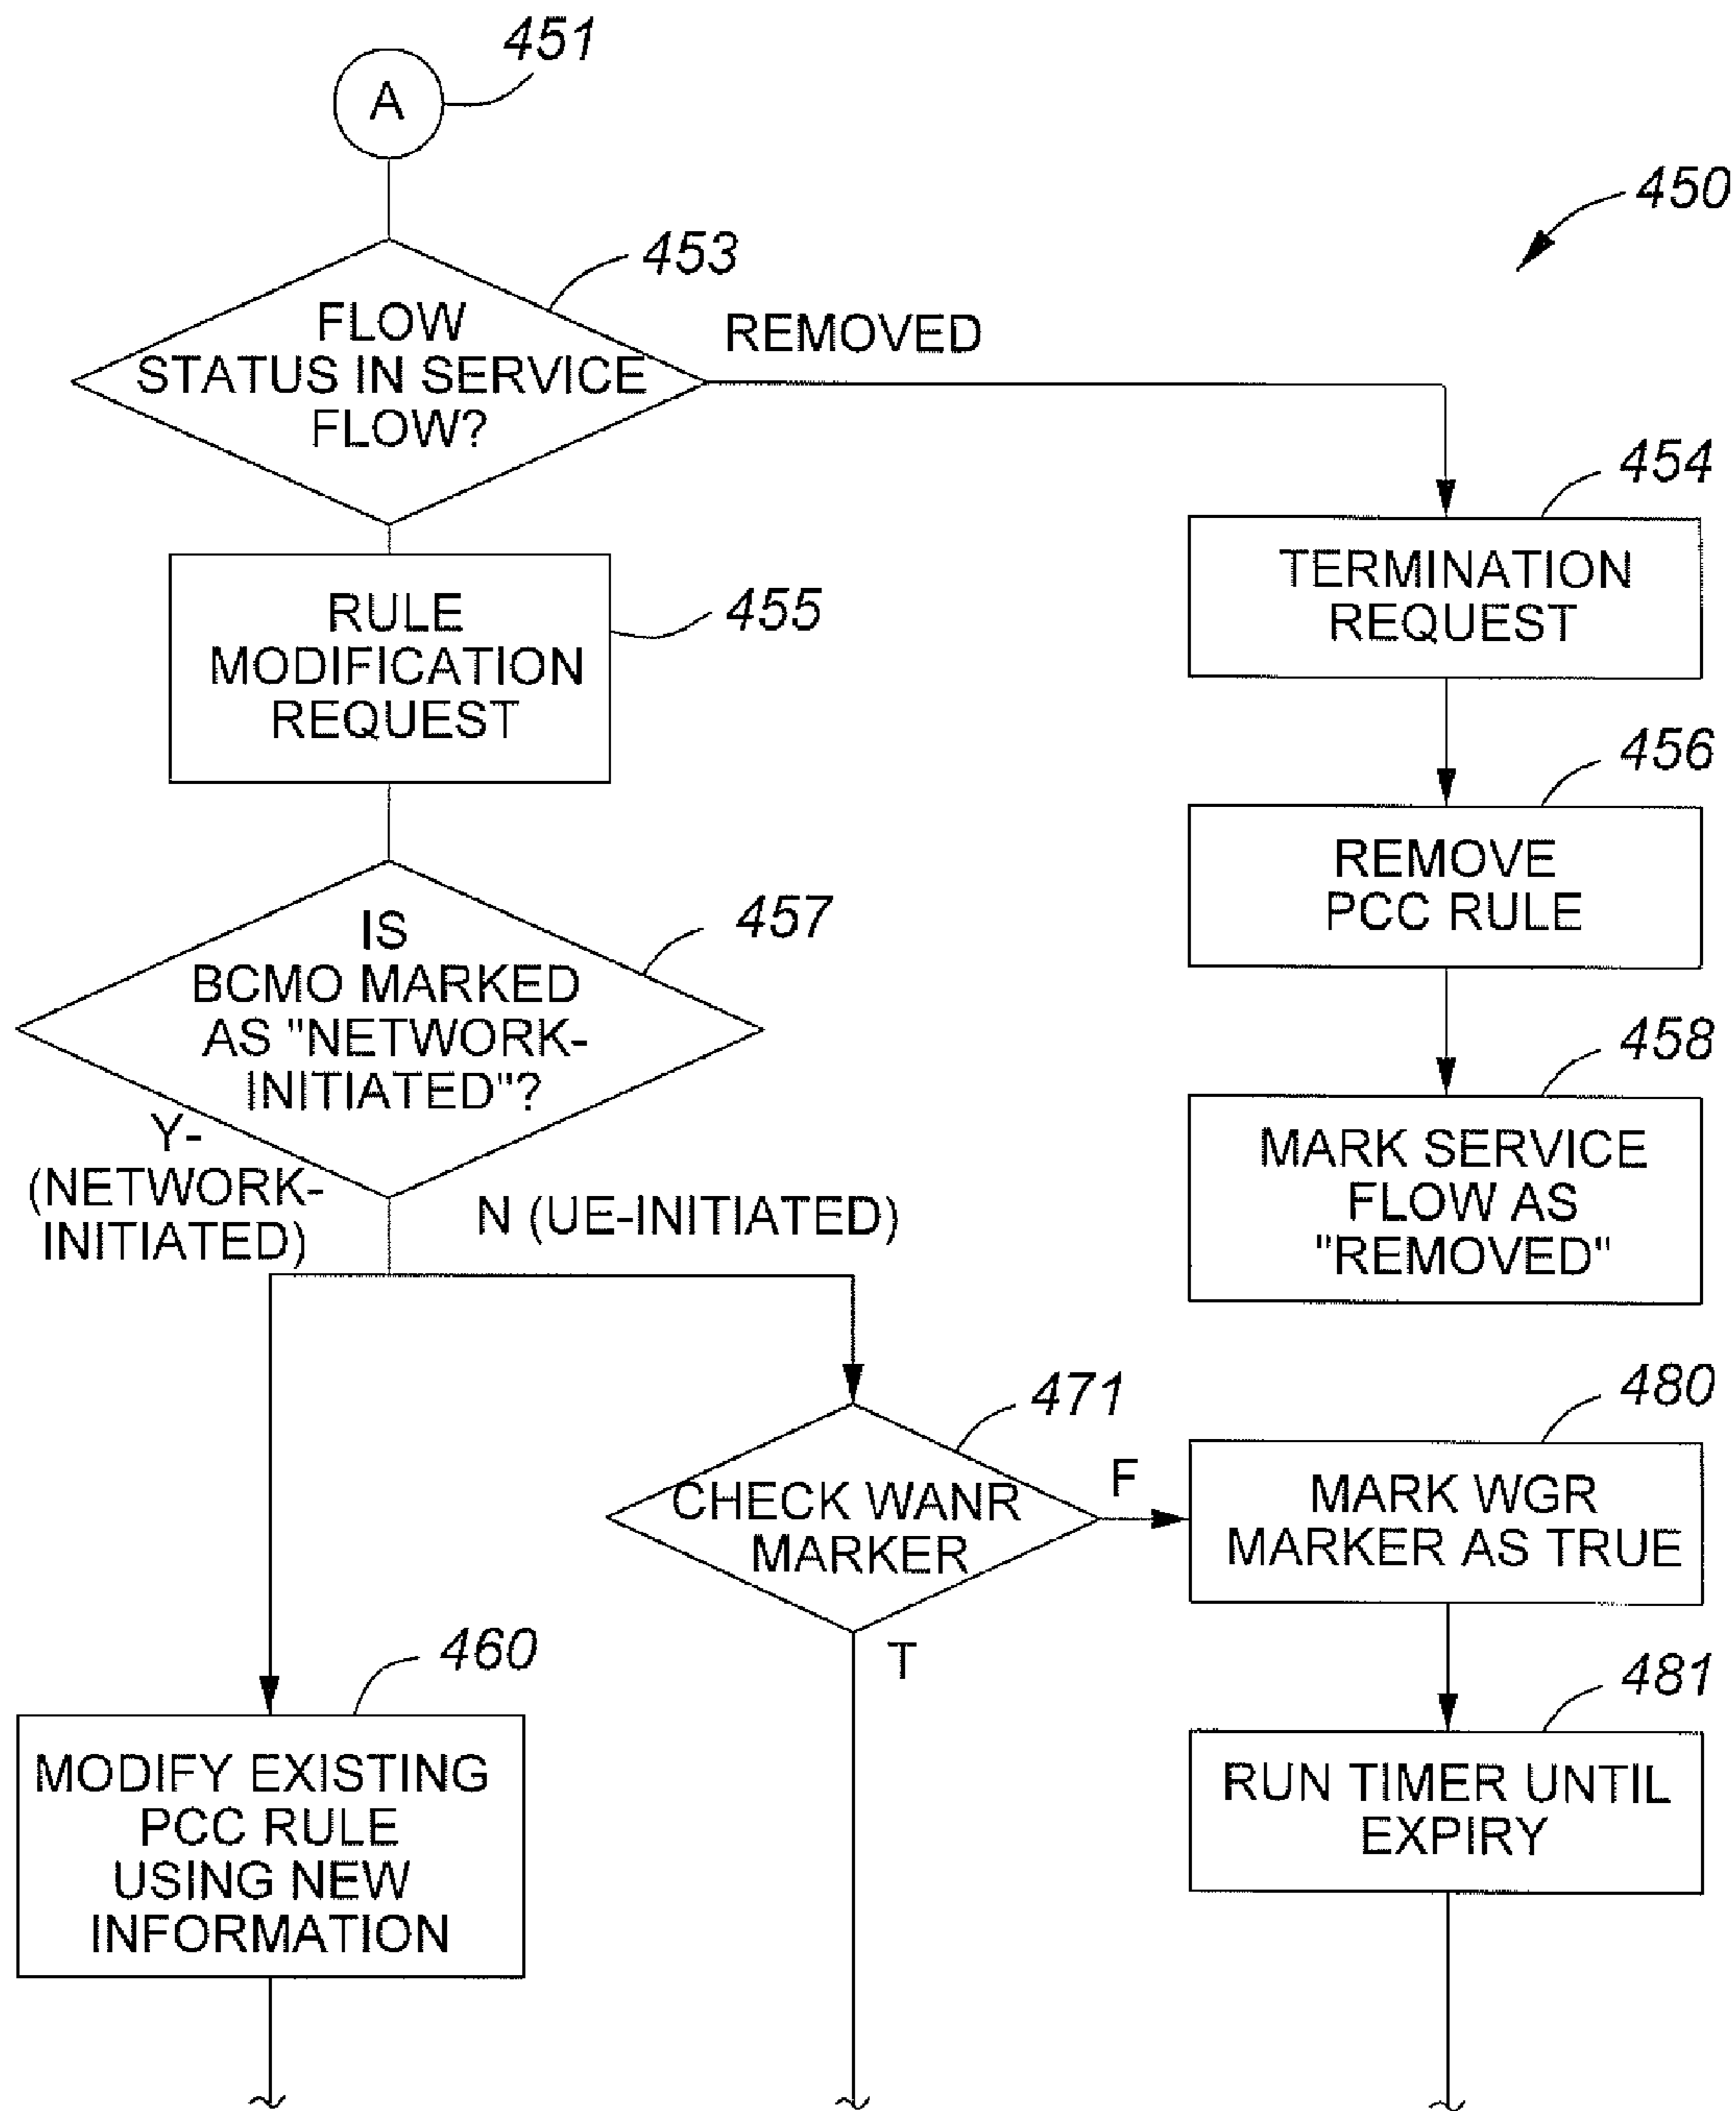 451
A
450
453
FLOW
STATUS IN SERVICE
FLOW?
REMOVED
454
TERMINATION
REQUEST
455
RULE
MODIFICATION
REQUEST
456
REMOVE
PCC RULE
457
IS
BCMO MARKED
AS "NETWORK-
INITIATED"?
458
MARK SERVICE
FLOW AS
"REMOVED"
Y-
(NETWORK-
INITIATED)
N (UE-INITIATED)
471
CHECK WANR
MARKER
F
T
480
MARK WGR
MARKER AS TRUE
460
MODIFY EXISTING
PCC RULE
USING NEW
INFORMATION
481
RUN TIMER UNTIL
EXPIRY